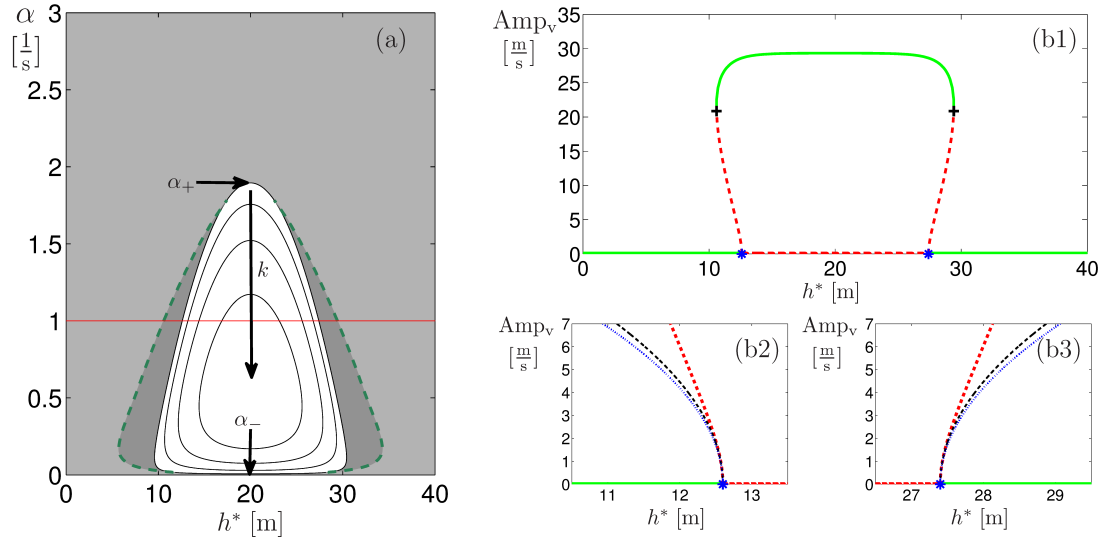 α
[1/s]
(a)
3
2.5
2
1.5
1
0.5
0
α₊
k
α₋
0 10 20 30 40
h* [m]
Ampᵥ
[m/s]
(b1)
35
30
25
20
15
10
5
0
0 10 20 30 40
h* [m]
Ampᵥ
[m/s]
(b2)
7
6
5
4
3
2
1
0
11 12 13
h* [m]
Ampᵥ
[m/s]
(b3)
7
6
5
4
3
2
1
0
27 28 29
h* [m]